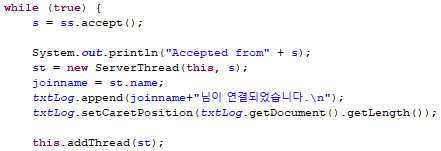 while (true) {
s = ss.accept();
System.out.println("Accepted from" + s);
st = new ServerThread(this, s);
joinname = st.name;
txtLog.append(joinname+"님이 연결되었습니다.\n");
txtLog.setCaretPosition(txtLog.getDocument().getLength());
this.addThread(st);